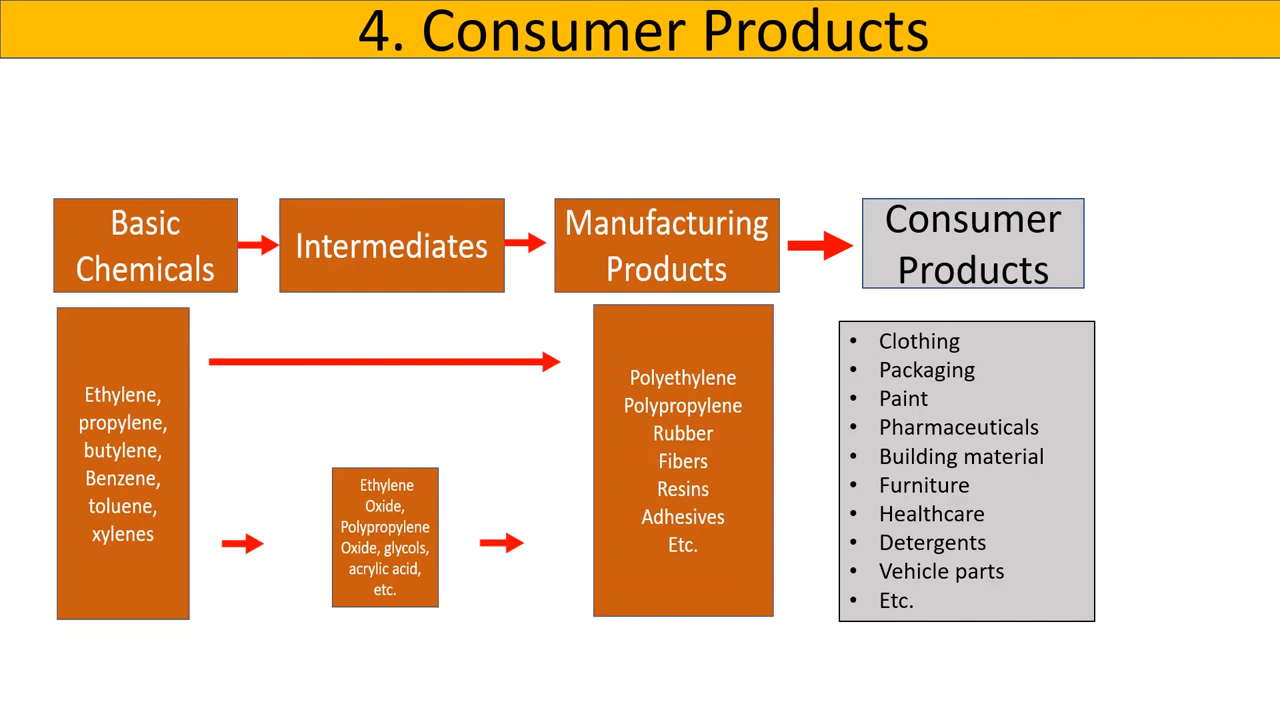 4. Consumer Products
Basic
Chemicals
Intermediates
Manufacturing
Products
Consumer
Products
Ethylene,
propylene,
butylene,
Benzene,
toluene,
xylenes
Ethylene
Oxide,
Polypropylene
Oxide, glycols,
acrylic acid,
etc.
Polyethylene
Polypropylene
Rubber
Fibers
Resins
Adhesives
Etc.
• Clothing
• Packaging
• Paint
• Pharmaceuticals
• Building material
• Furniture
• Healthcare
• Detergents
• Vehicle parts
• Etc.